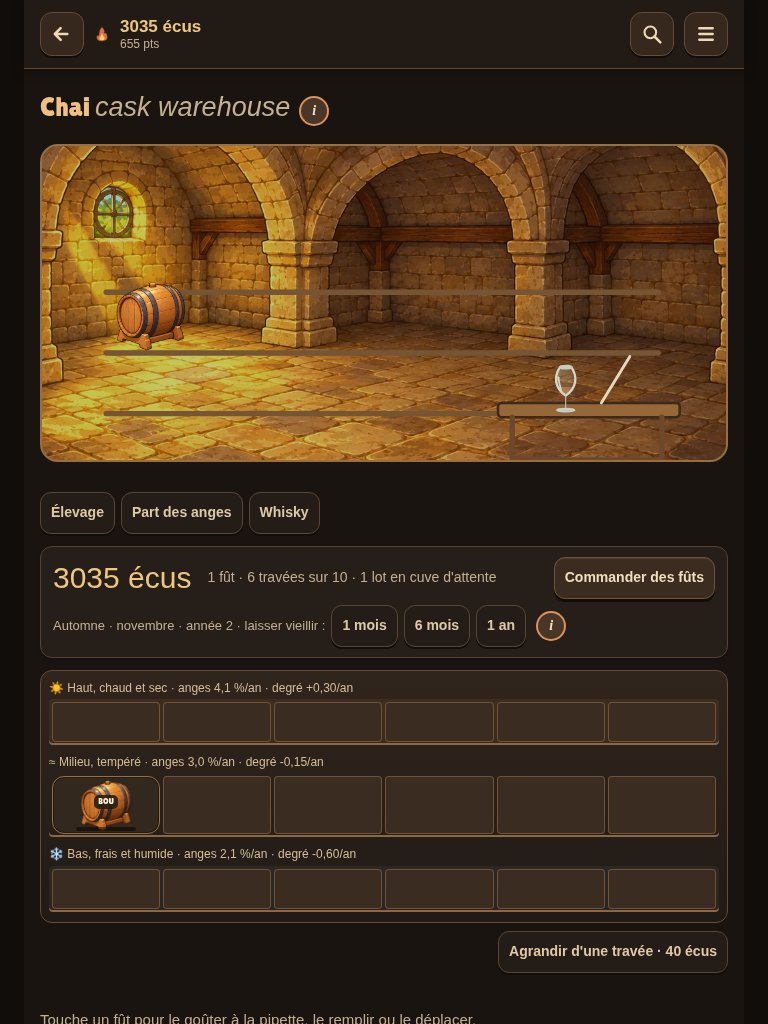 3035 écus
655 pts
Chai cask warehouse i
Élevage Part des anges Whisky
3035 écus 1 fût · 6 travées sur 10 · 1 lot en cuve d'attente Commander des fûts
Automne · novembre · année 2 · laisser vieillir : 1 mois 6 mois 1 an i
☀️ Haut, chaud et sec · anges 4,1 %/an · degré +0,30/an
≈ Milieu, tempéré · anges 3,0 %/an · degré -0,15/an
BOU
❄️ Bas, frais et humide · anges 2,1 %/an · degré -0,60/an
Agrandir d'une travée · 40 écus
Touche un fût pour le goûter à la pipette, le remplir ou le déplacer.